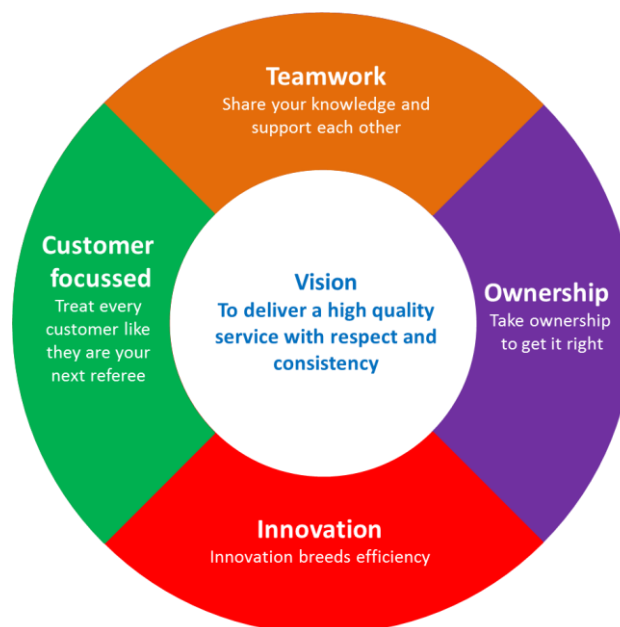 Teamwork
Share your knowledge and
support each other
Customer
focussed
Treat every
customer like
they are your
next referee
Vision
To deliver a high quality
service with respect and
consistency
Ownership
Take ownership
to get it right
Innovation
Innovation breeds efficiency